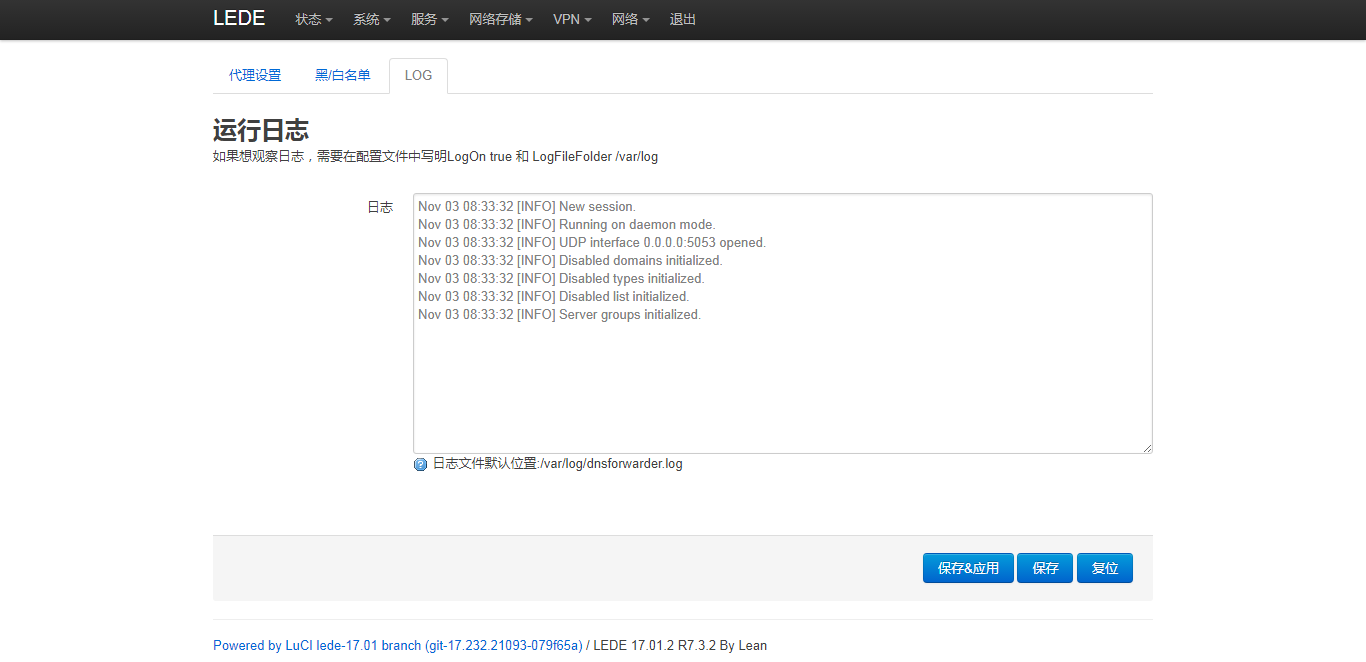 LEDE 状态 系统 服务 网络存储 VPN 网络 退出
代理设置 黑/白名单 LOG
运行日志
如果想观察日志，需要在配置文件中写明LogOn true 和 LogFileFolder /var/log
日志
Nov 03 08:33:32 [INFO] New session.
Nov 03 08:33:32 [INFO] Running on daemon mode.
Nov 03 08:33:32 [INFO] UDP interface 0.0.0.0:5053 opened.
Nov 03 08:33:32 [INFO] Disabled domains initialized.
Nov 03 08:33:32 [INFO] Disabled types initialized.
Nov 03 08:33:32 [INFO] Disabled list initialized.
Nov 03 08:33:32 [INFO] Server groups initialized.
日志文件默认位置:/var/log/dnsforwarder.log
保存&应用 保存 复位
Powered by LuCI lede-17.01 branch (git-17.232.21093-079f65a) / LEDE 17.01.2 R7.3.2 By Lean